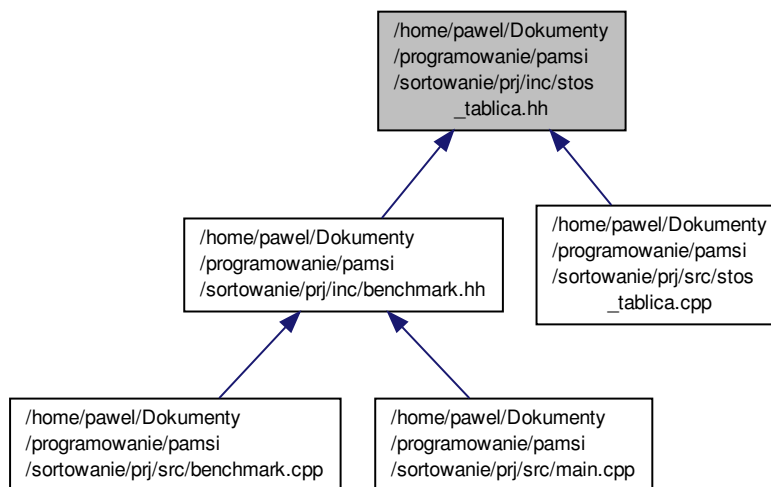 /home/pawel/Dokumenty
/programowanie/pamsi
/sortowanie/prj/inc/stos
_tablica.hh
/home/pawel/Dokumenty
/programowanie/pamsi
/sortowanie/prj/inc/benchmark.hh
/home/pawel/Dokumenty
/programowanie/pamsi
/sortowanie/prj/src/stos
_tablica.cpp
/home/pawel/Dokumenty
/programowanie/pamsi
/sortowanie/prj/src/benchmark.cpp
/home/pawel/Dokumenty
/programowanie/pamsi
/sortowanie/prj/src/main.cpp